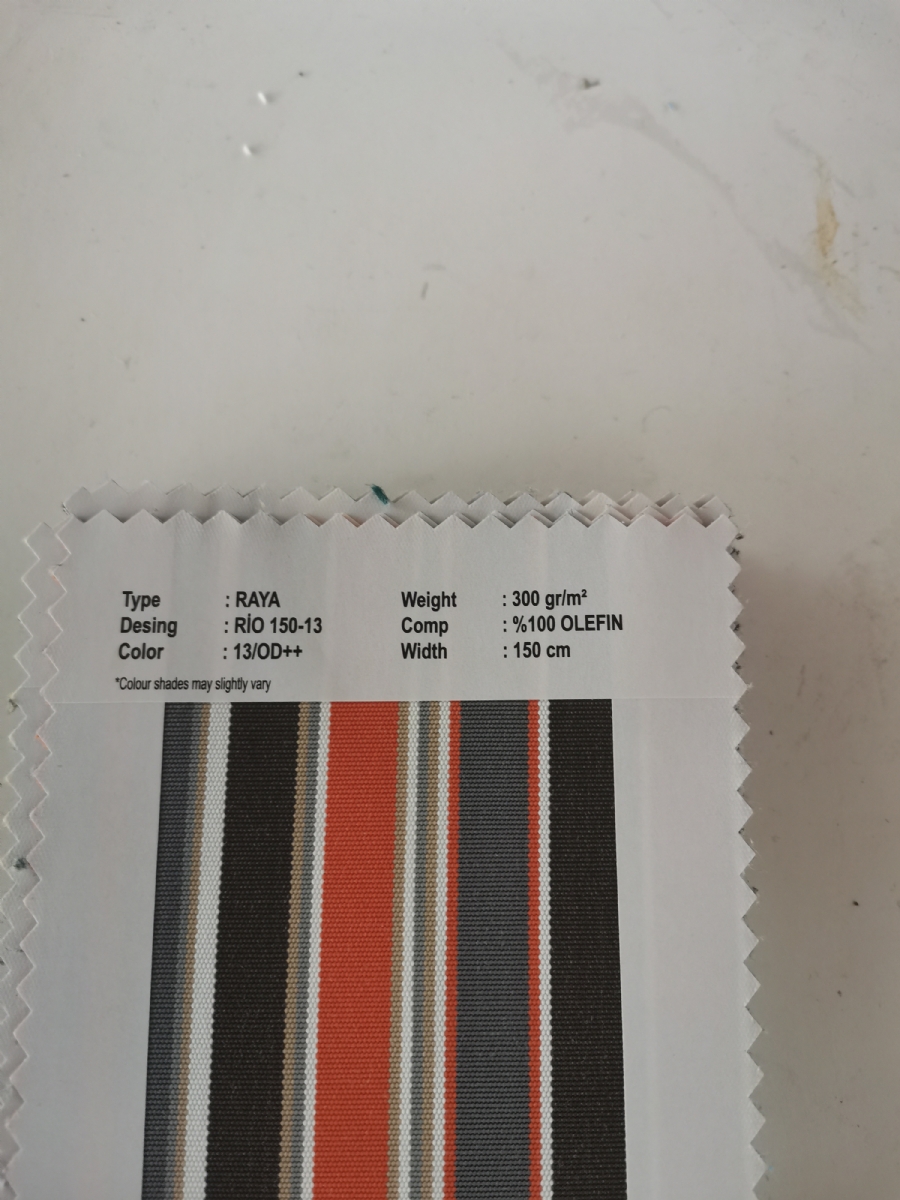 Type : RAYA Weight : 300 gr/m²
Desing : RİO 150-13 Comp : %100 OLEFIN
Color : 13/OD++ Width : 150 cm
*Colour shades may slightly vary